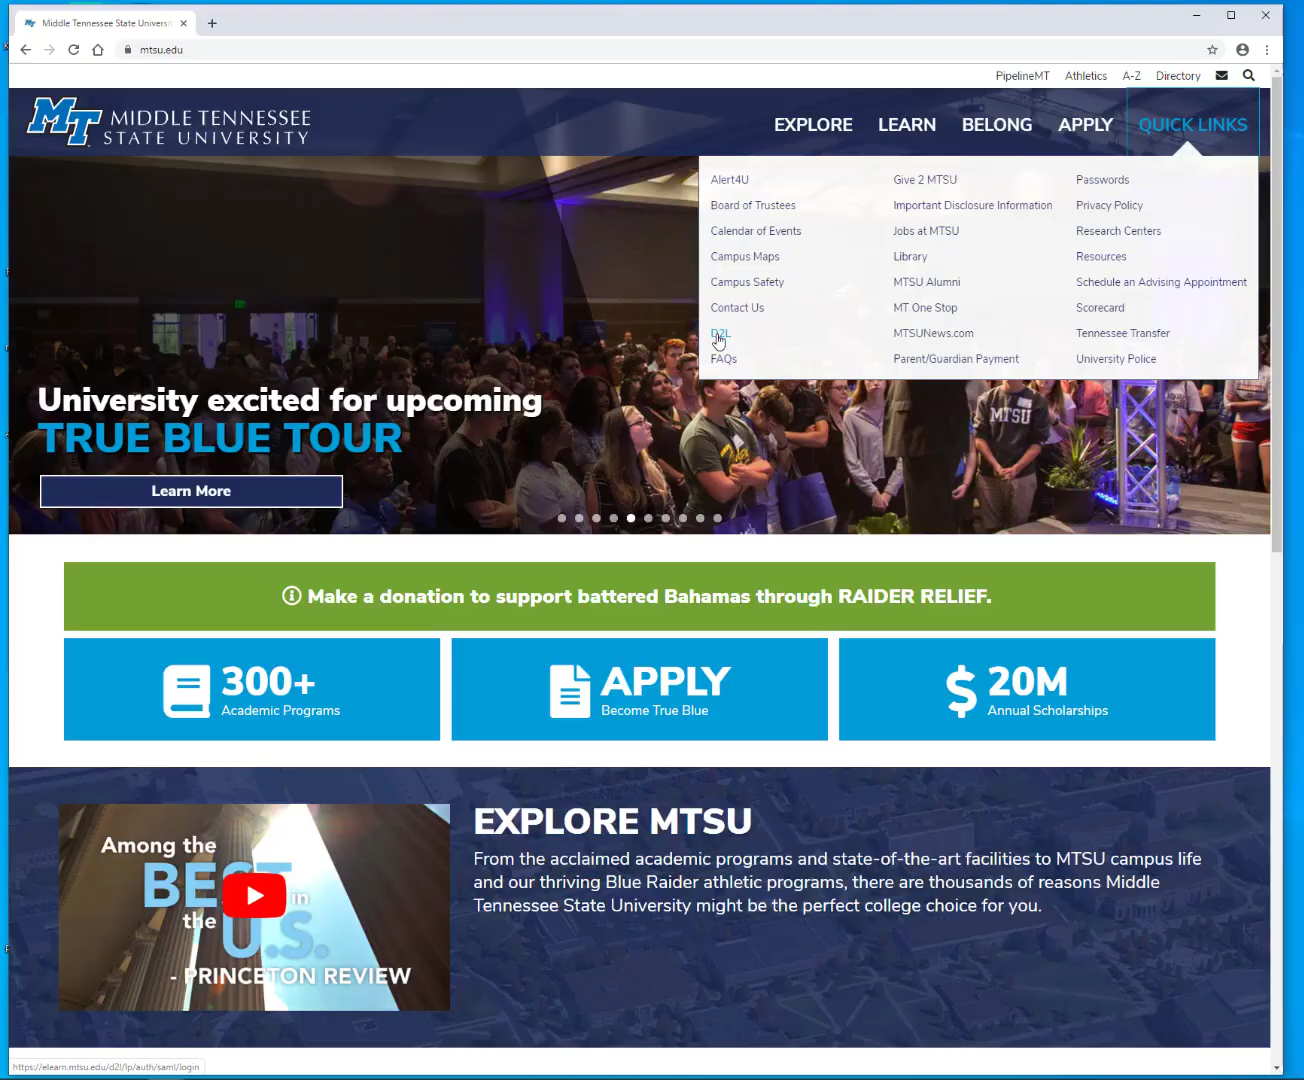 Middle Tennessee State Universit
mtsu.edu
PipelineMT Athletics A-Z Directory
MT MIDDLE TENNESSEE
STATE UNIVERSITY
EXPLORE LEARN BELONG APPLY QUICK LINKS
Alert4U Give 2 MTSU Passwords
Board of Trustees Important Disclosure Information Privacy Policy
Calendar of Events Jobs at MTSU Research Centers
Campus Maps Library Resources
Campus Safety MTSU Alumni Schedule an Advising Appointment
Contact Us MT One Stop Scorecard
D2L MTSUNews.com Tennessee Transfer
FAQs Parent/Guardian Payment University Police
MTSU
University excited for upcoming
TRUE BLUE TOUR
Learn More
Make a donation to support battered Bahamas through RAIDER RELIEF.
300+
Academic Programs
APPLY
Become True Blue
20M
Annual Scholarships
Among the
BEST in
the U.S.
- PRINCETON REVIEW
EXPLORE MTSU
From the acclaimed academic programs and state-of-the-art facilities to MTSU campus life
and our thriving Blue Raider athletic programs, there are thousands of reasons Middle
Tennessee State University might be the perfect college choice for you.
https://elearn.mtsu.edu/d2l/lp/auth/saml/login